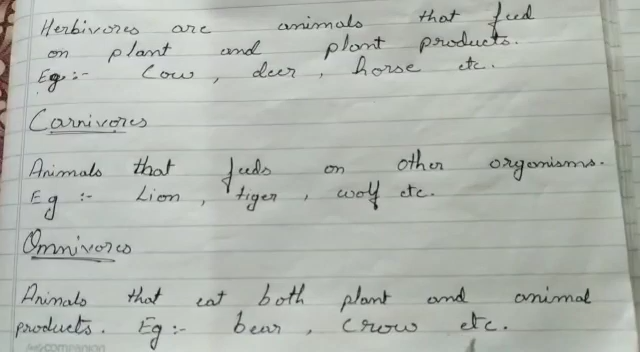 Herbivores are animals that feed
on plant and plant products.
Eg :- Cow, deer, horse etc.
Carnivores
Animals that feeds on other organisms.
Eg :- Lion, tiger, wolf etc.
Omnivores
Animals that eat both plant and animal
products. Eg :- bear, crow etc.
companion